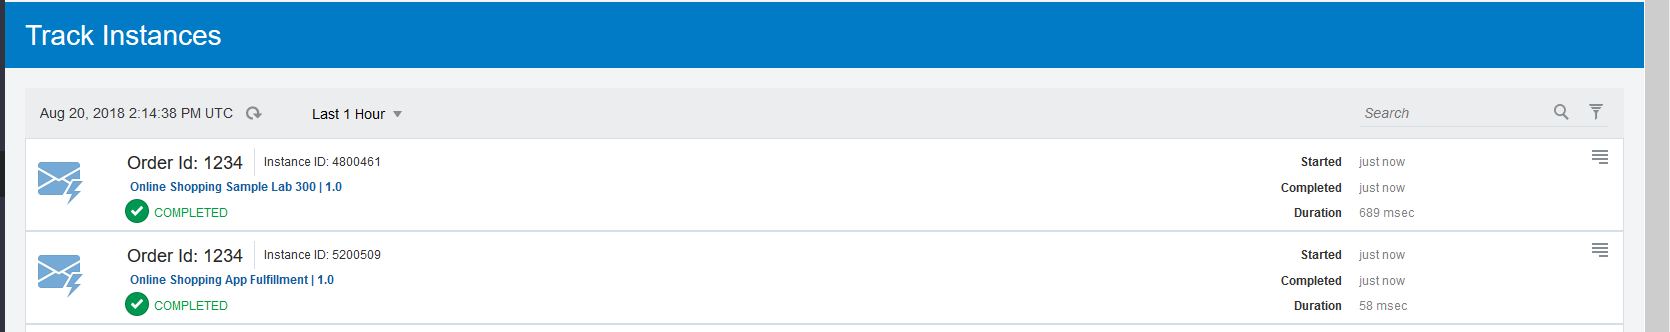 Track Instances
Aug 20, 2018 2:14:38 PM UTC Last 1 Hour Search
Order Id: 1234 Instance ID: 4800461 Started just now
Online Shopping Sample Lab 300 | 1.0 Completed just now
COMPLETED Duration 689 msec
Order Id: 1234 Instance ID: 5200509 Started just now
Online Shopping App Fulfillment | 1.0 Completed just now
COMPLETED Duration 58 msec